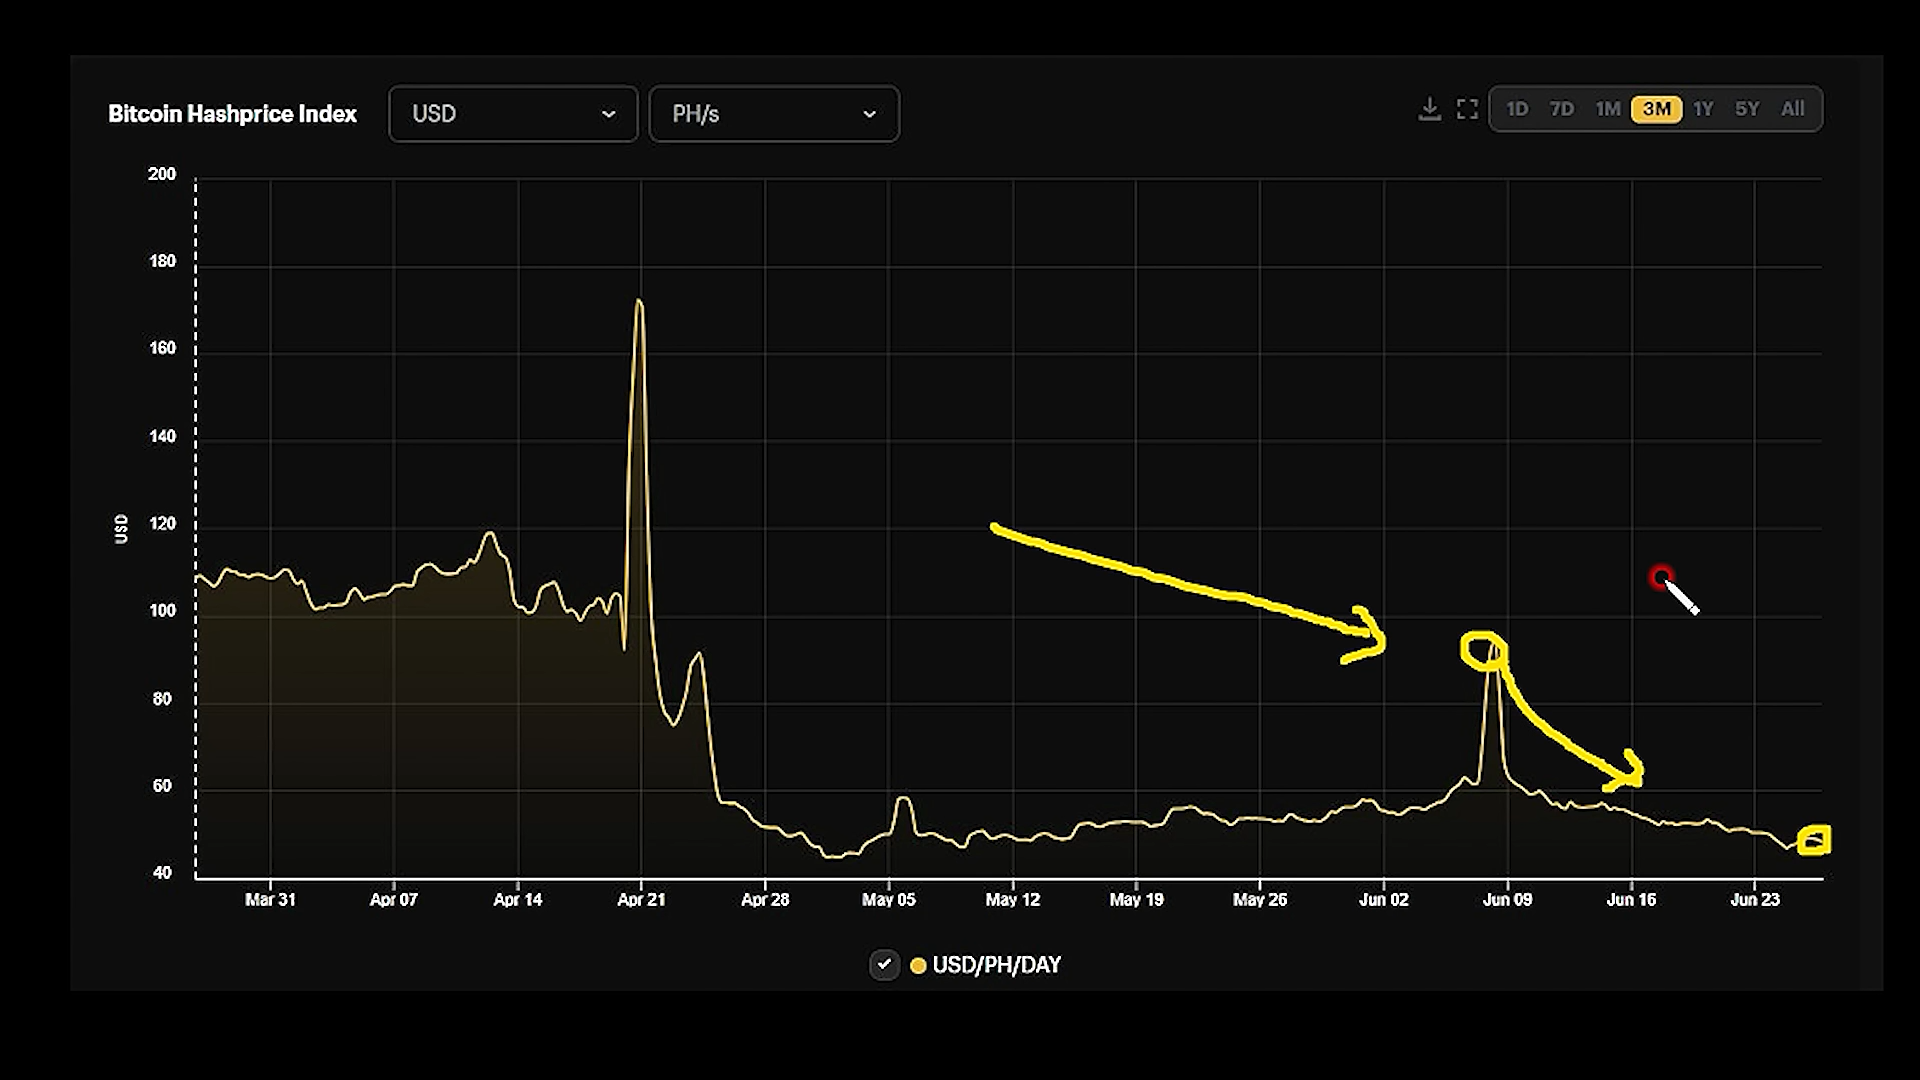 Bitcoin Hashprice Index USD PH/s 1D 7D 1M 3M 1Y 5Y All
200
180
160
140
120
100
80
60
40
USD
Mar 31 Apr 07 Apr 14 Apr 21 Apr 28 May 05 May 12 May 19 May 26 Jun 02 Jun 09 Jun 16 Jun 23
USD/PH/DAY